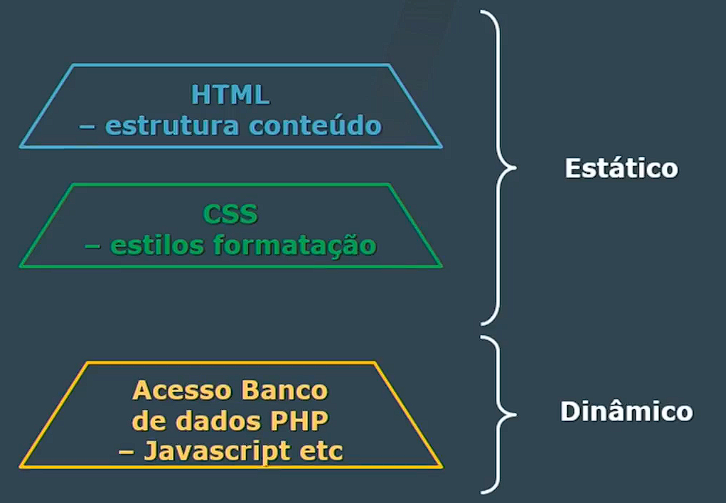 HTML
– estrutura conteúdo
Estático
CSS
– estilos formatação
Acesso Banco
de dados PHP
– Javascript etc
Dinâmico